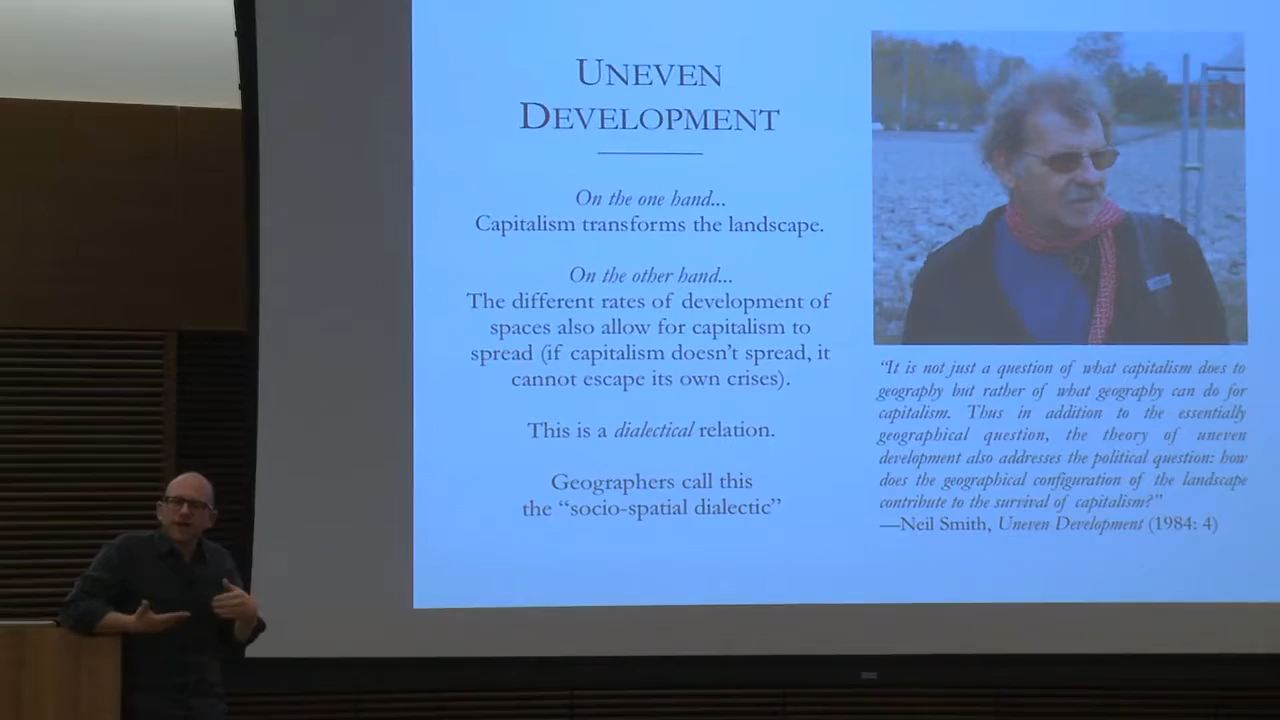 UNEVEN
DEVELOPMENT
On the one hand...
Capitalism transforms the landscape.
On the other hand...
The different rates of development of
spaces also allow for capitalism to
spread (if capitalism doesn't spread, it
cannot escape its own crises).
This is a dialectical relation.
Geographers call this
the “socio-spatial dialectic”
“It is not just a question of what capitalism does to
geography but rather of what geography can do for
capitalism. Thus in addition to the essentially
geographical question, the theory of uneven
development also addresses the political question: how
does the geographical configuration of the landscape
contribute to the survival of capitalism?”
—Neil Smith, Uneven Development (1984: 4)